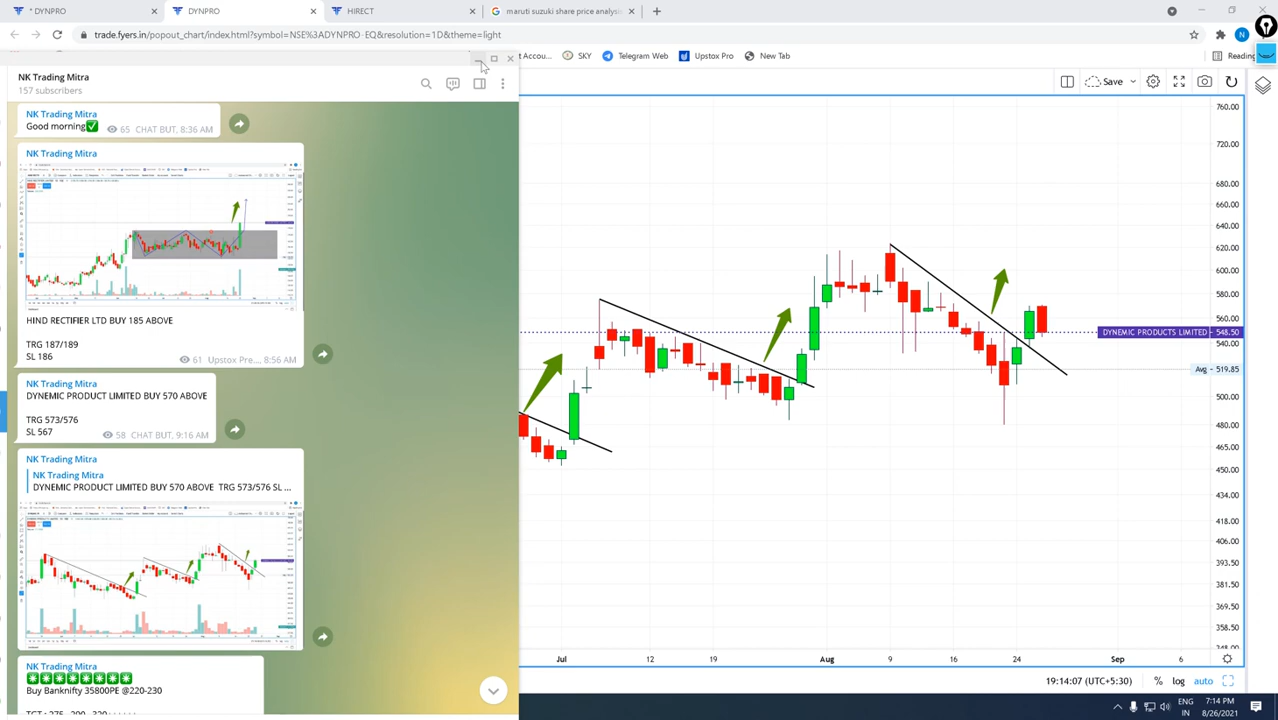 * DYNPRO
DYNPRO
HIRECT
maruti suzuki share price analysis
trade.fyers.in/popout_chart/index.html?symbol=NSE%3ADYNPRO-EQ&resolution=1D&theme=light
N
t Accou...
SKY
Telegram Web
Upstox Pro
New Tab
Reading
NK Trading Mitra
157 subscribers
Save
NK Trading Mitra
Good morning✅
65 CHAT BUT, 8:36 AM
NK Trading Mitra
HIND RECTIFIER LTD BUY 185 ABOVE
TRG 187/189
SL 186
61 Upstox Pre..., 8:56 AM
NK Trading Mitra
DYNEMIC PRODUCT LIMITED BUY 570 ABOVE
TRG 573/576
SL 567
58 CHAT BUT, 9:16 AM
NK Trading Mitra
NK Trading Mitra
DYNEMIC PRODUCT LIMITED BUY 570 ABOVE TRG 573/576 SL ...
NK Trading Mitra
✳️✳️✳️✳️✳️✳️✳️✳️
Buy Banknifty 35800PE @220-230
760.00
720.00
680.00
640.00
620.00
600.00
580.00
560.00
DYNEMIC PRODUCTS LIMITED 548.50
540.00
Avg 519.85
500.00
480.00
465.00
450.00
434.00
418.00
406.00
393.50
381.50
369.50
358.50
348.00
Jul
12
19
Aug
9
16
24
Sep
6
19:14:07 (UTC+5:30)
%
log
auto
ENG
IN
7:14 PM
8/26/2021